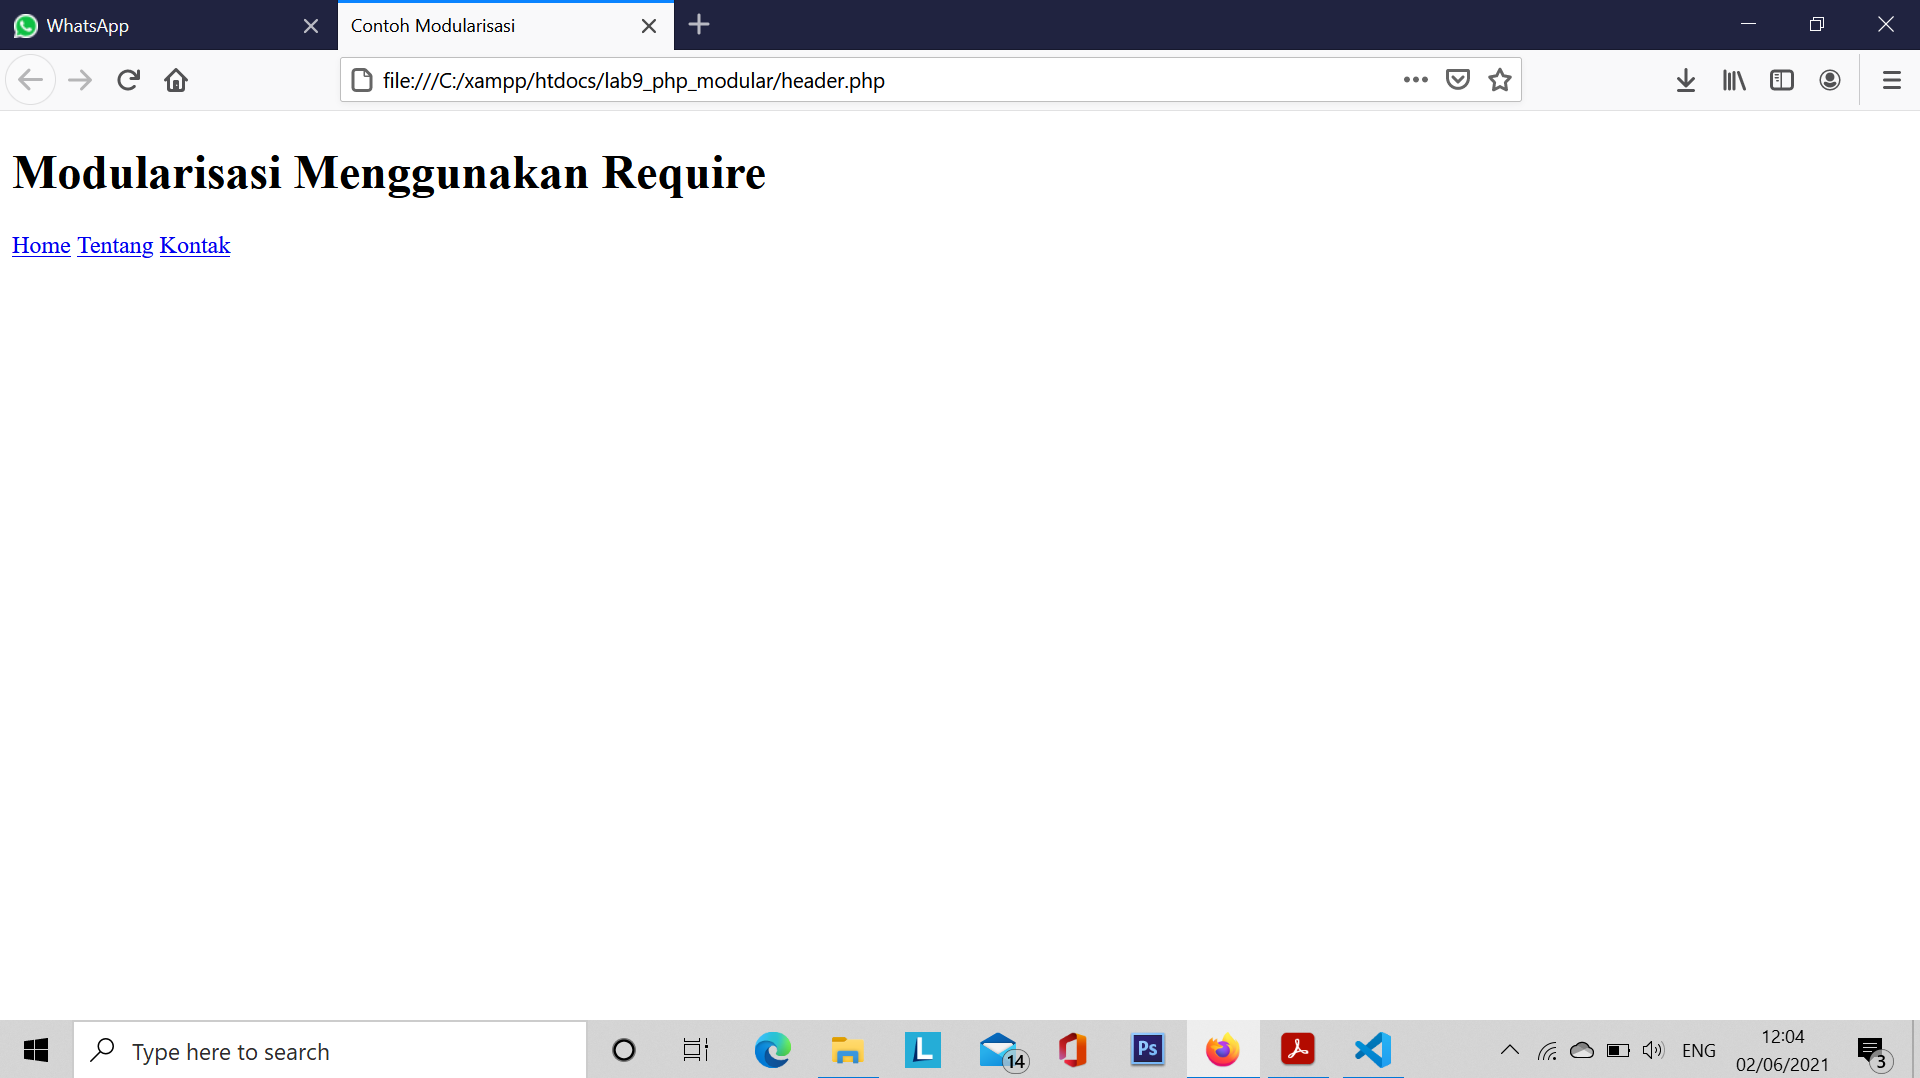 WhatsApp
Contoh Modularisasi
file:///C:/xampp/htdocs/lab9_php_modular/header.php
Modularisasi Menggunakan Require
Home Tentang Kontak
Type here to search
L
14
Ps
ENG
12:04
02/06/2021
3